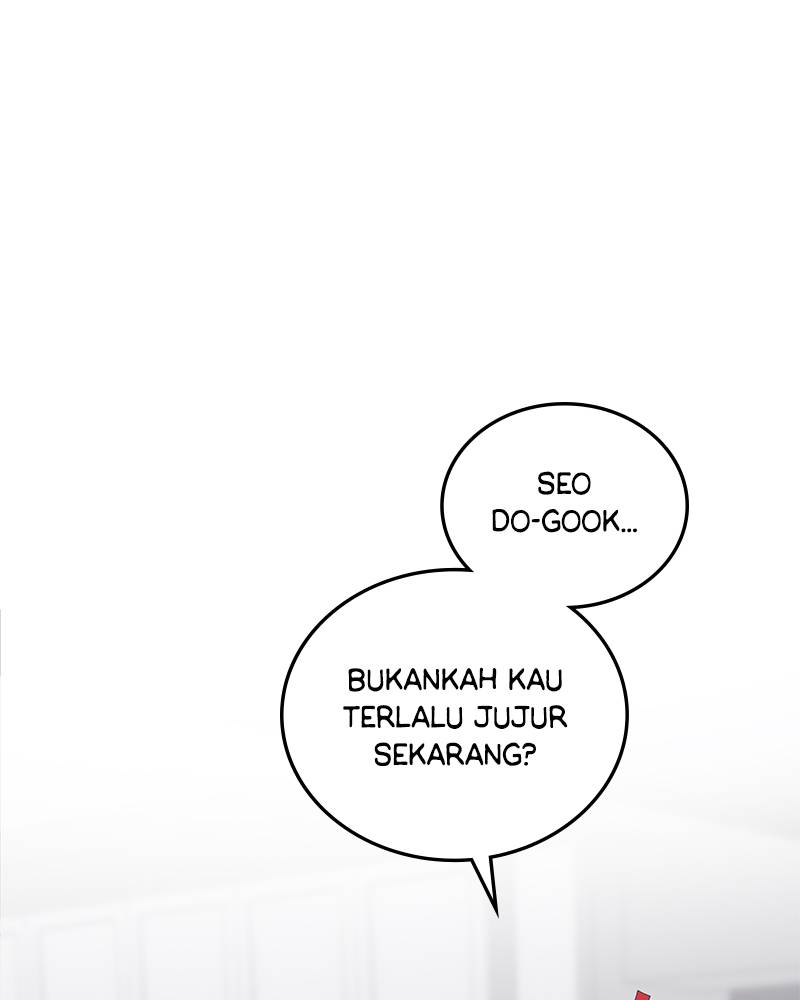 SEO
DO-GOOK...
BUKANKAH KAU
TERLALU JUJUR
SEKARANG?